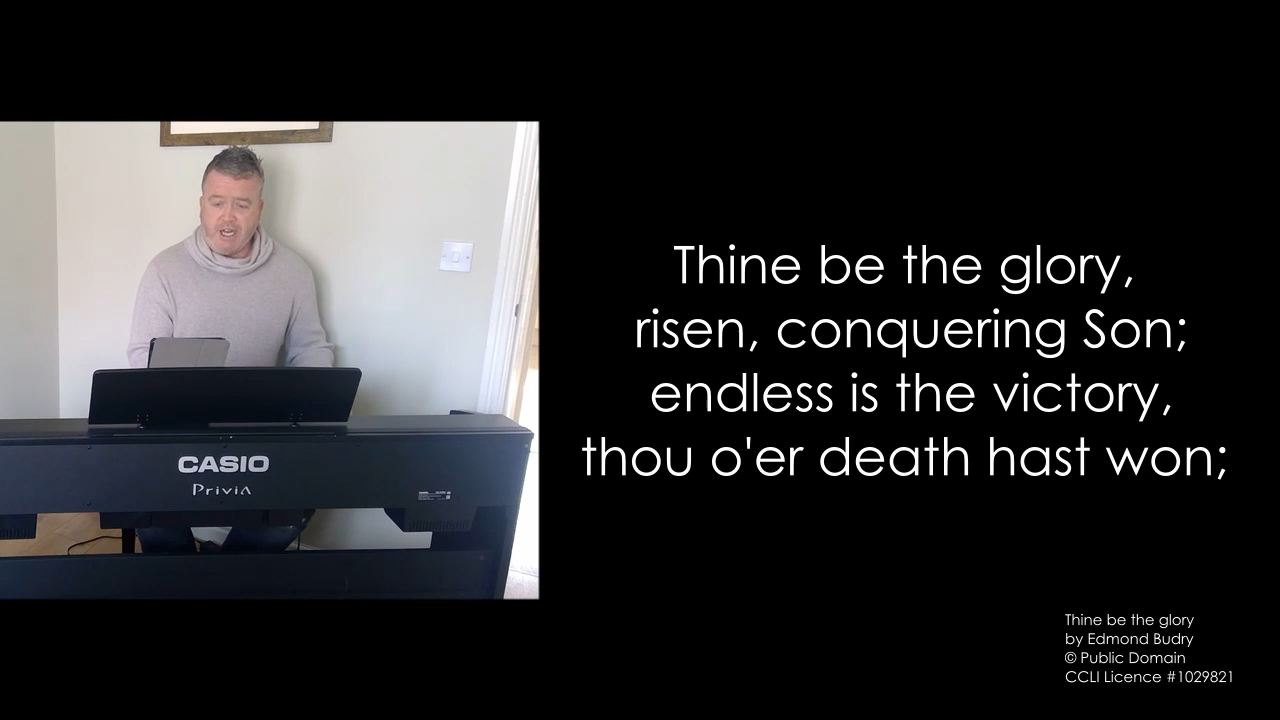 CASIO
Privia
Thine be the glory,
risen, conquering Son;
endless is the victory,
thou o'er death hast won;
Thine be the glory
by Edmond Budry
© Public Domain
CCLI Licence #1029821